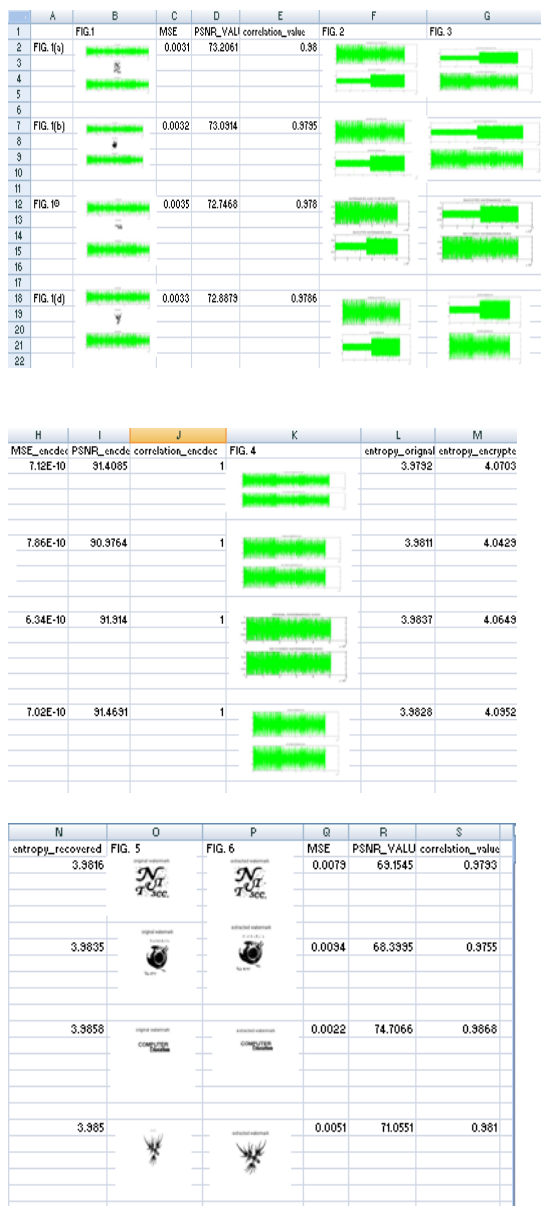 A B C D E F G
1 FIG.1 MSE PSNR_VALU correlation_value FIG. 2 FIG. 3
2 FIG. 1(a) 0.0031 73.2061 0.98
3
4
5
6
7 FIG. 1(b) 0.0032 73.0914 0.9795
8
9
10
11
12 FIG. 1© 0.0035 72.7468 0.978
13
14
15
16
17
18 FIG. 1(d) 0.0033 72.8879 0.9786
19
20
21
22
H I J K L M
MSE_encdec PSNR_encde correlation_encdec FIG. 4 entropy_orignal entropy_encrypte
7.12E-10 91.4085 1 3.9792 4.0703
7.86E-10 90.9764 1 3.9811 4.0429
6.34E-10 91.914 1 3.9837 4.0649
7.02E-10 91.4691 1 3.9828 4.0952
N O P Q R S
entropy_recovered FIG. 5 FIG. 6 MSE PSNR_VALU correlation_value
original watermark extracted watermark
3.9816 0.0079 69.1545 0.9793
original watermark extracted watermark
3.9835 0.0094 68.3995 0.9755
original watermark extracted watermark
3.9858 0.0022 74.7066 0.9868
COMPUTER COMPUTER
Education
extracted watermark
3.985 0.0051 71.0551 0.981